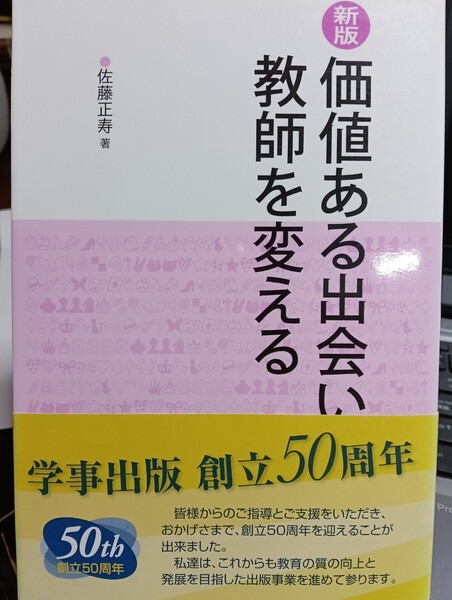 新版
価値ある出会い
教師を変える
佐藤正寿 著
学事出版 創立50周年
50th
創立50周年
皆様からのご指導とご支援をいただき、
おかげさまで、創立50周年を迎えることが
出来ました。
私達は、これからも教育の質の向上と
発展を目指した出版事業を進めて参ります。